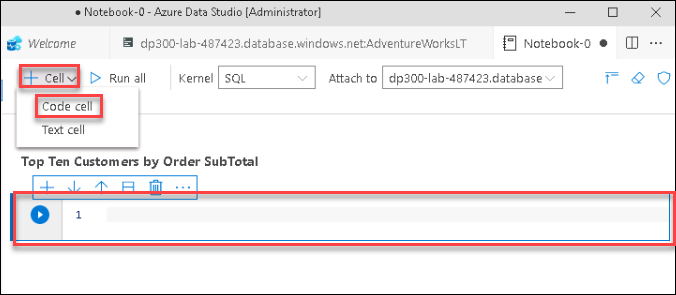 ● Notebook-0 - Azure Data Studio [Administrator]
Welcome dp300-lab-487423.database.windows.net:AdventureWorksLT Notebook-0 ●
Cell Run all Kernel SQL Attach to dp300-lab-487423.database
Code cell
Text cell
Top Ten Customers by Order SubTotal
1